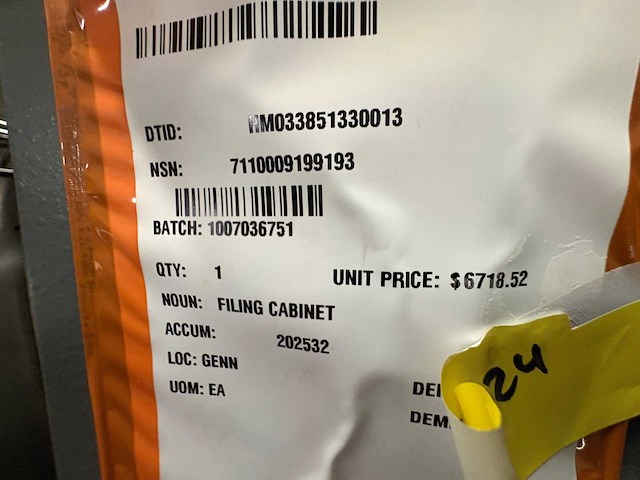 DTID: HM033851330013
NSN: 7110009199193
BATCH: 1007036751
QTY: 1 UNIT PRICE: $6718.52
NOUN: FILING CABINET
ACCUM: 202532
LOC: GENN
UOM: EA
24